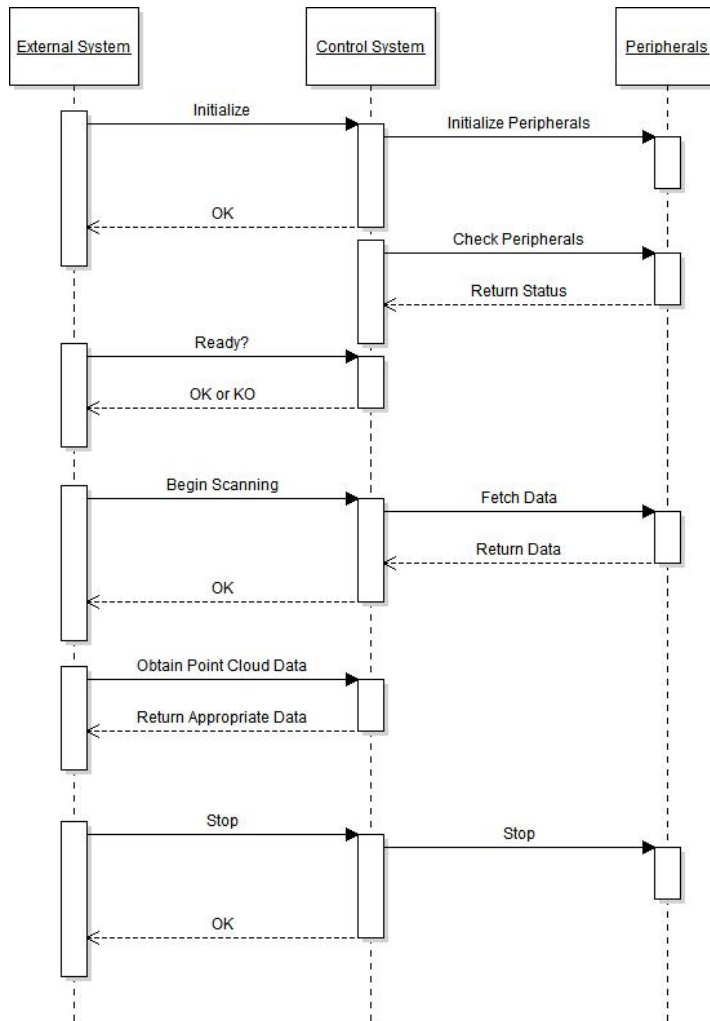 External System
Control System
Peripherals
Initialize
Initialize Peripherals
OK
Check Peripherals
Return Status
Ready?
OK or KO
Begin Scanning
Fetch Data
Return Data
OK
Obtain Point Cloud Data
Return Appropriate Data
Stop
Stop
OK